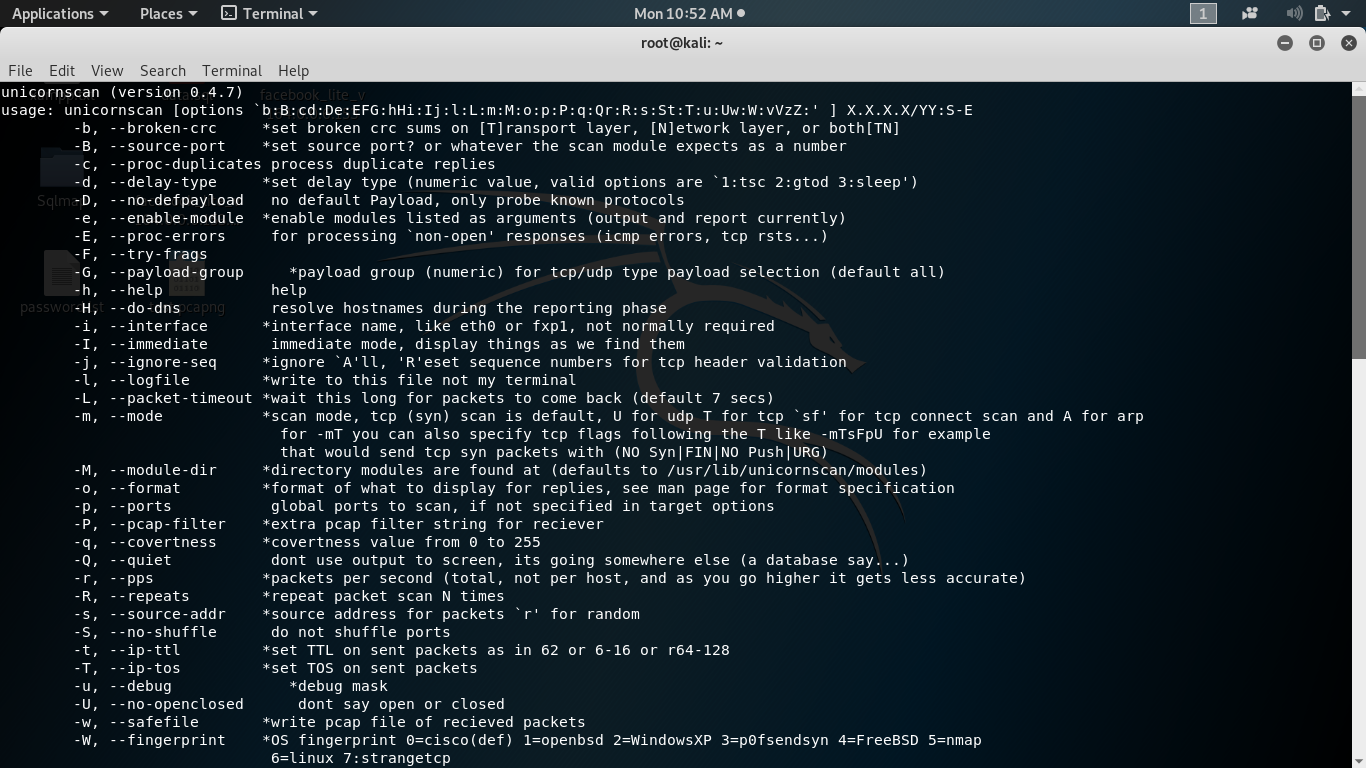 Applications Places Terminal Mon 10:52 AM 1
root@kali: ~
File Edit View Search Terminal Help
unicornscan (version 0.4.7)
usage: unicornscan [options `b:B:cd:De:EFG:hHi:Ij:l:L:m:M:o:p:P:q:Qr:R:s:St:T:u:Uw:W:vVzZ:' ] X.X.X.X/YY:S-E
-b, --broken-crc *set broken crc sums on [T]ransport layer, [N]etwork layer, or both[TN]
-B, --source-port *set source port? or whatever the scan module expects as a number
-c, --proc-duplicates process duplicate replies
-d, --delay-type *set delay type (numeric value, valid options are `1:tsc 2:gtod 3:sleep')
-D, --no-defpayload no default Payload, only probe known protocols
-e, --enable-module *enable modules listed as arguments (output and report currently)
-E, --proc-errors for processing `non-open' responses (icmp errors, tcp rsts...)
-F, --try-frags
-G, --payload-group *payload group (numeric) for tcp/udp type payload selection (default all)
-h, --help help
-H, --do-dns resolve hostnames during the reporting phase
-i, --interface *interface name, like eth0 or fxp1, not normally required
-I, --immediate immediate mode, display things as we find them
-j, --ignore-seq *ignore `A'll, 'R'eset sequence numbers for tcp header validation
-l, --logfile *write to this file not my terminal
-L, --packet-timeout *wait this long for packets to come back (default 7 secs)
-m, --mode *scan mode, tcp (syn) scan is default, U for udp T for tcp `sf' for tcp connect scan and A for arp
for -mT you can also specify tcp flags following the T like -mTsFpU for example
that would send tcp syn packets with (NO Syn|FIN|NO Push|URG)
-M, --module-dir *directory modules are found at (defaults to /usr/lib/unicornscan/modules)
-o, --format *format of what to display for replies, see man page for format specification
-p, --ports global ports to scan, if not specified in target options
-P, --pcap-filter *extra pcap filter string for reciever
-q, --covertness *covertness value from 0 to 255
-Q, --quiet dont use output to screen, its going somewhere else (a database say...)
-r, --pps *packets per second (total, not per host, and as you go higher it gets less accurate)
-R, --repeats *repeat packet scan N times
-s, --source-addr *source address for packets `r' for random
-S, --no-shuffle do not shuffle ports
-t, --ip-ttl *set TTL on sent packets as in 62 or 6-16 or r64-128
-T, --ip-tos *set TOS on sent packets
-u, --debug *debug mask
-U, --no-openclosed dont say open or closed
-w, --safefile *write pcap file of recieved packets
-W, --fingerprint *OS fingerprint 0=cisco(def) 1=openbsd 2=WindowsXP 3=p0fsendsyn 4=FreeBSD 5=nmap
6=linux 7:strangetcp